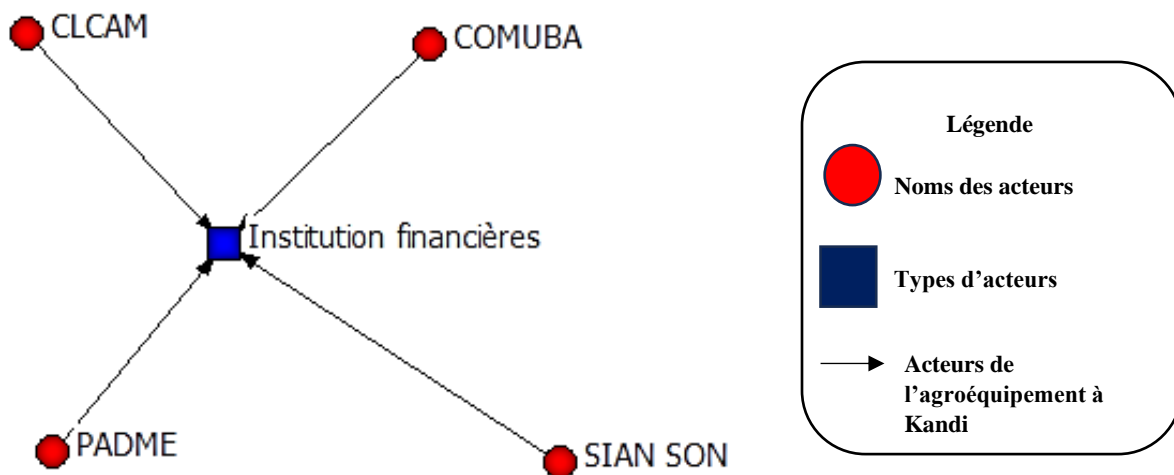 CLCAM
COMUBA
Institution financières
PADME
SIAN SON
Légende
Noms des acteurs
Types d’acteurs
Acteurs de
l’agroéquipement à
Kandi